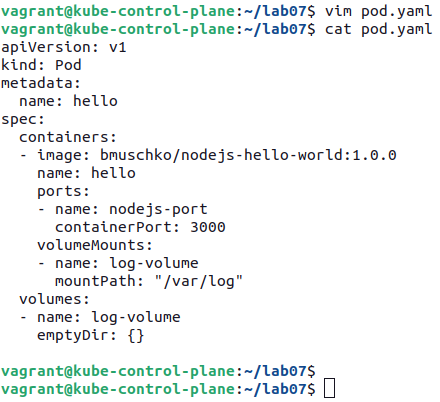 vagrant@kube-control-plane:~/lab07$ vim pod.yaml
vagrant@kube-control-plane:~/lab07$ cat pod.yaml
apiVersion: v1
kind: Pod
metadata:
  name: hello
spec:
  containers:
  - image: bmuschko/nodejs-hello-world:1.0.0
    name: hello
    ports:
    - name: nodejs-port
      containerPort: 3000
    volumeMounts:
    - name: log-volume
      mountPath: "/var/log"
  volumes:
  - name: log-volume
    emptyDir: {}

vagrant@kube-control-plane:~/lab07$
vagrant@kube-control-plane:~/lab07$